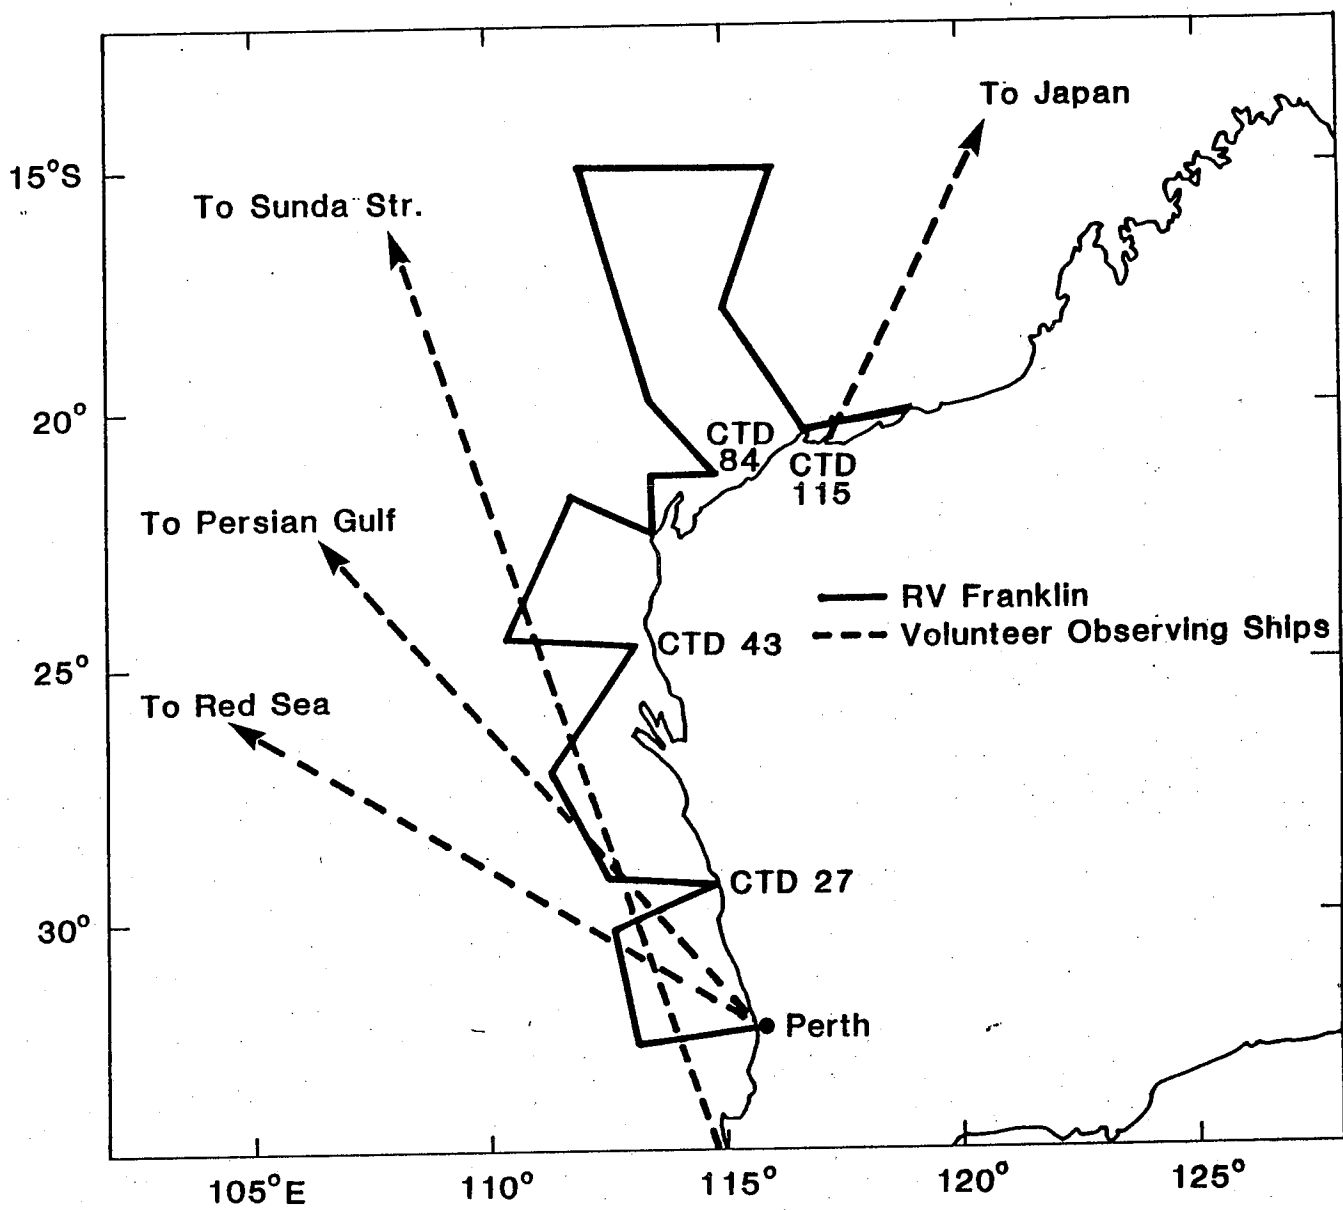 To Japan
15°S
To Sunda Str.
20°
CTD
84
CTD
115
To Persian Gulf
RV Franklin
Volunteer Observing Ships
CTD 43
25°
To Red Sea
CTD 27
30°
Perth
105°E
110°
115°
120°
125°